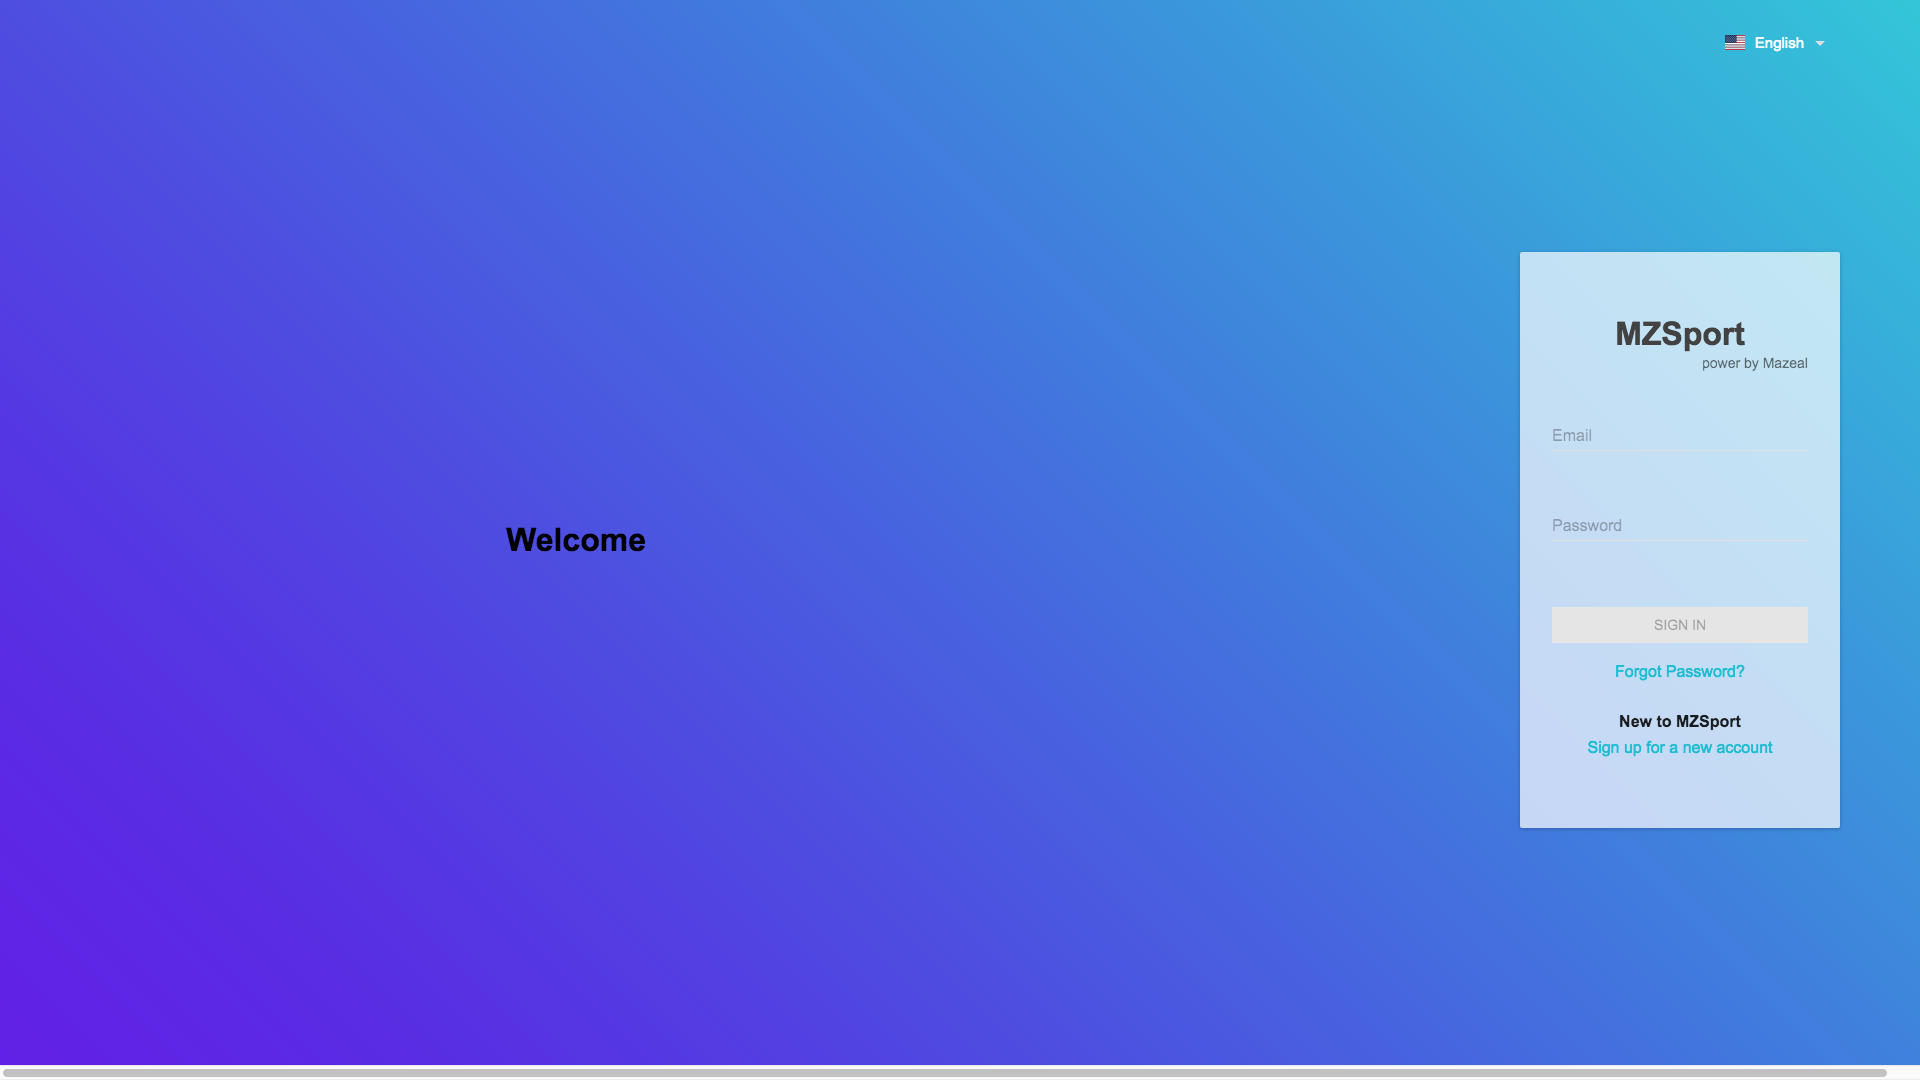 English
Welcome
MZSport
power by Mazeal
Email
Password
SIGN IN
Forgot Password?
New to MZSport
Sign up for a new account